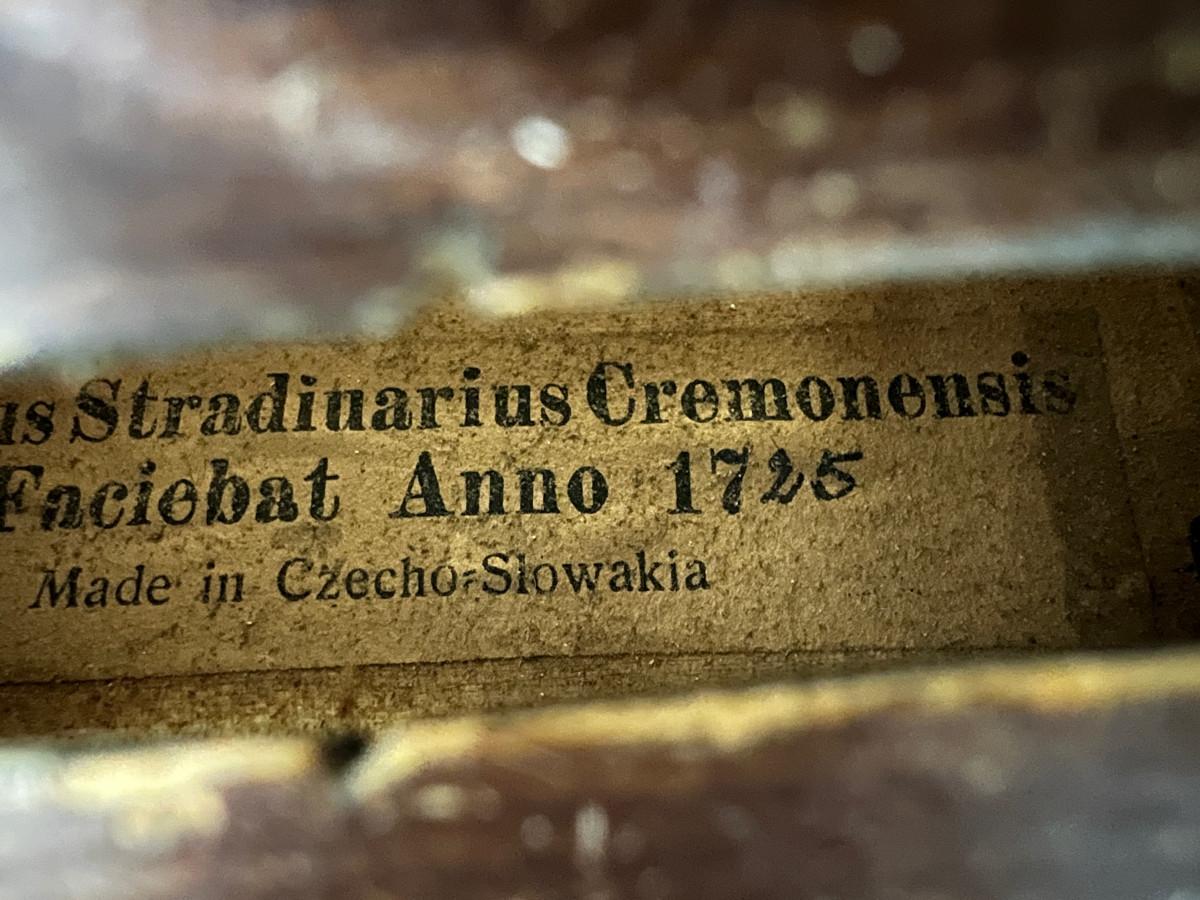 us Stradiuarius Cremonensis
Faciebat Anno 1725
Made in Czecho-Slowakia